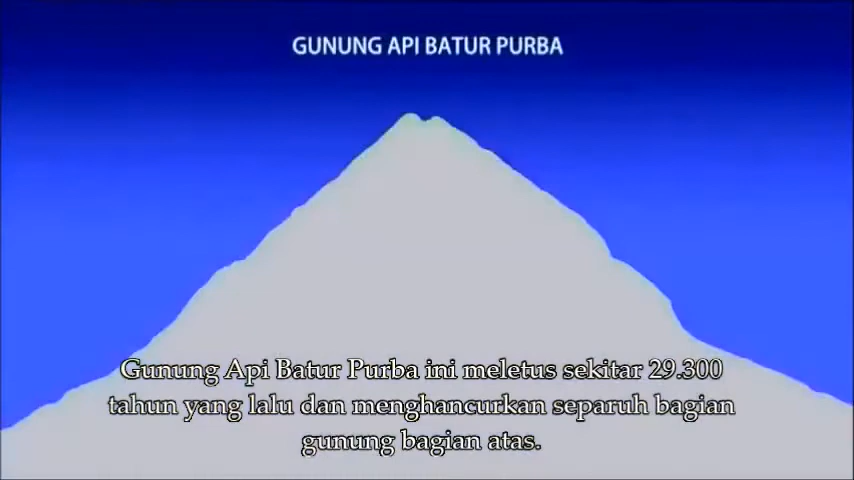 GUNUNG API BATUR PURBA
Gunung Api Batur Purba ini meletus sekitar 29.300
tahun yang lalu dan menghancurkan separuh bagian
gunung bagian atas.